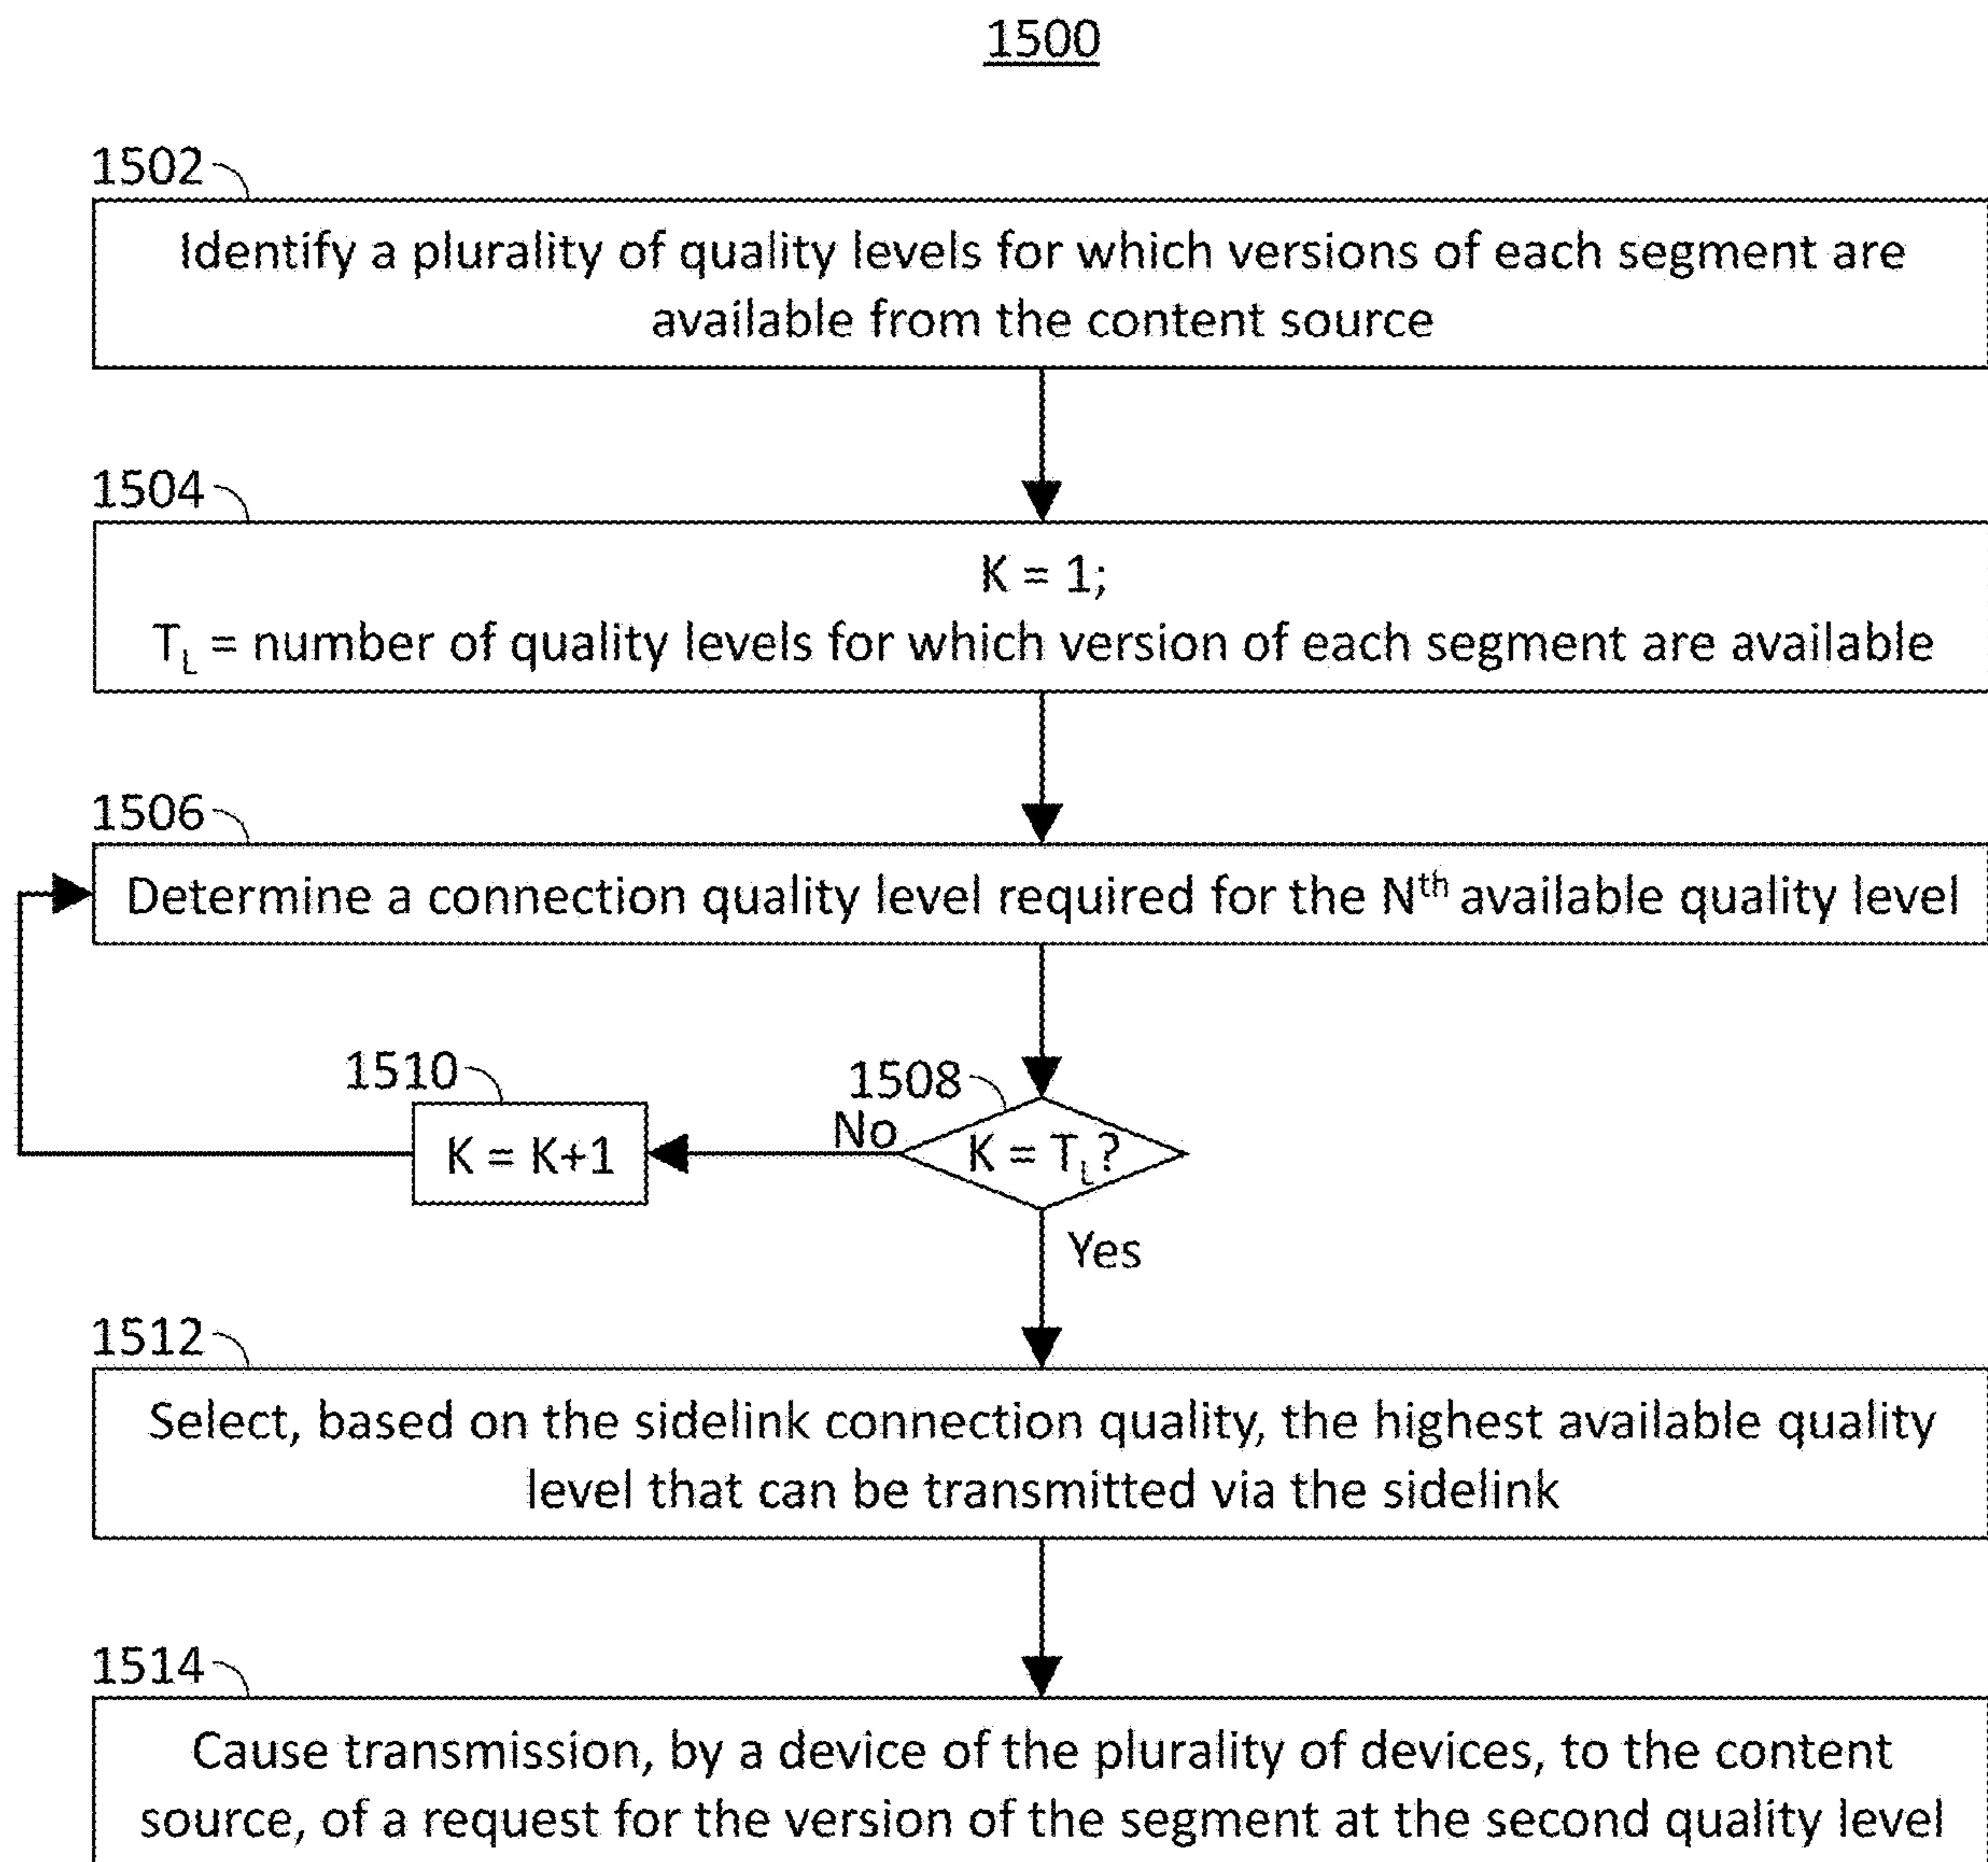 1500
1502
Identify a plurality of quality levels for which versions of each segment are
available from the content source
1504
K = 1;
T_L = number of quality levels for which version of each segment are available
1506
Determine a connection quality level required for the Nth available quality level
1510
1508
No
K = K+1
K = T_L?
Yes
1512
Select, based on the sidelink connection quality, the highest available quality
level that can be transmitted via the sidelink
1514
Cause transmission, by a device of the plurality of devices, to the content
source, of a request for the version of the segment at the second quality level